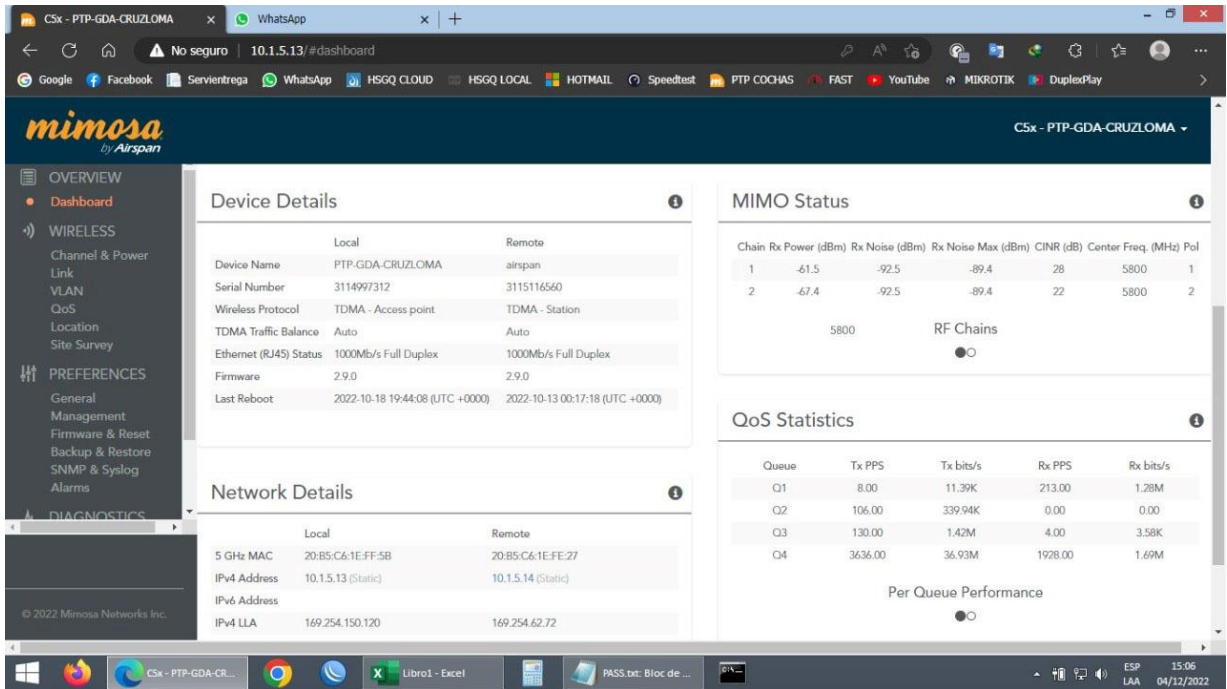 C5x - PTP-GDA-CRUZLOMA
WhatsApp
No seguro | 10.1.5.13/#dashboard
Google Facebook Servientrega WhatsApp HSGQ CLOUD HSGQ LOCAL HOTMAIL Speedtest PTP COCHAS FAST YouTube MIKROTIK DuplexPlay
mimosa
by Airspan
C5x - PTP-GDA-CRUZLOMA
OVERVIEW
Dashboard
WIRELESS
Channel & Power
Link
VLAN
QoS
Location
Site Survey
PREFERENCES
General
Management
Firmware & Reset
Backup & Restore
SNMP & Syslog
Alarms
DIAGNOSTICS
© 2022 Mimosa Networks Inc.
Device Details
Local Remote
Device Name PTP-GDA-CRUZLOMA airspan
Serial Number 3114997312 3115116560
Wireless Protocol TDMA - Access point TDMA - Station
TDMA Traffic Balance Auto Auto
Ethernet (RJ45) Status 1000Mb/s Full Duplex 1000Mb/s Full Duplex
Firmware 2.9.0 2.9.0
Last Reboot 2022-10-18 19:44:08 (UTC +0000) 2022-10-13 00:17:18 (UTC +0000)
Network Details
Local Remote
5 GHz MAC 20:B5:C6:1E:FF:5B 20:B5:C6:1E:FE:27
IPv4 Address 10.1.5.13 (Static) 10.1.5.14 (Static)
IPv6 Address
IPv4 LLA 169.254.150.120 169.254.62.72
MIMO Status
Chain Rx Power (dBm) Rx Noise (dBm) Rx Noise Max (dBm) CINR (dB) Center Freq. (MHz) Pol
1 -61.5 -92.5 -89.4 28 5800 1
2 -67.4 -92.5 -89.4 22 5800 2
5800 RF Chains
QoS Statistics
Queue Tx PPS Tx bits/s Rx PPS Rx bits/s
Q1 8.00 11.39K 213.00 1.28M
Q2 106.00 339.94K 0.00 0.00
Q3 130.00 1.42M 4.00 3.58K
Q4 3636.00 36.93M 1928.00 1.69M
Per Queue Performance
C5x - PTP-GDA-CR...
Libro1 - Excel
PASS.txt: Bloc de ...
ESP
LAA
15:06
04/12/2022